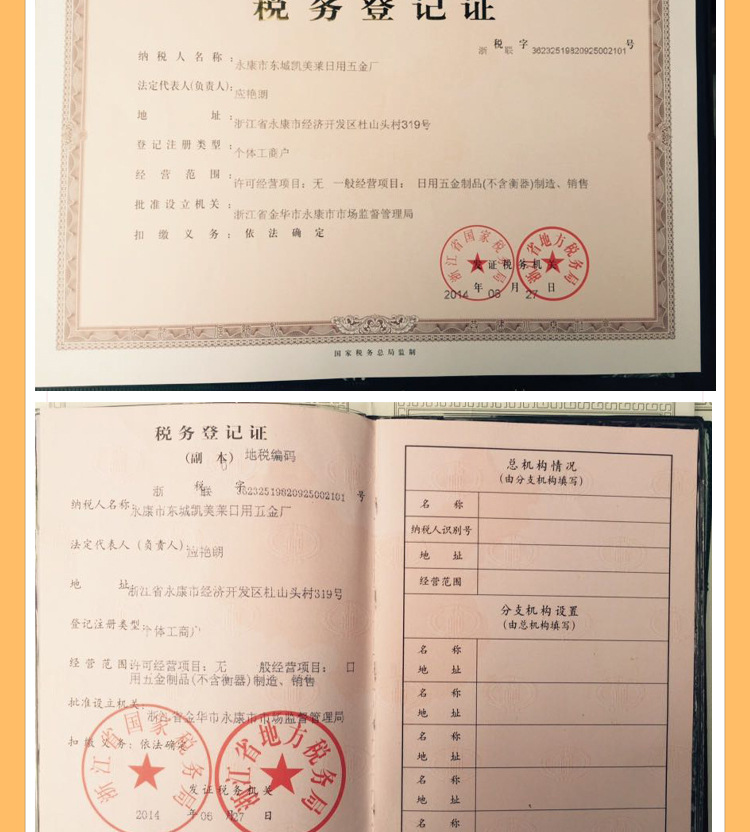 税务登记证
浙 税联 字 36232519820925002101号
纳税人名称: 永康市东城凯美莱日用五金厂
法定代表人(负责人): 应艳朗
地 址: 浙江省永康市经济开发区杜山头村319号
登记注册类型: 个体工商户
经营范围: 许可经营项目: 无 一般经营项目: 日用五金制品(不含衡器)制造、销售
批准设立机关: 浙江省金华市永康市市场监督管理局
扣缴义务: 依法确定
浙江省国家税务局
浙江省地方税务局
发证税务机关
2014 年 06 月 27 日
国家税务总局监制
税务登记证
(副 本) 地税编码
浙 税联 字 36232519820925002101 号
纳税人名称: 永康市东城凯美莱日用五金厂
法定代表人(负责人): 应艳朗
地 址: 浙江省永康市经济开发区杜山头村319号
登记注册类型: 个体工商户
经营范围: 许可经营项目: 无 一般经营项目: 日
用五金制品(不含衡器)制造、销售
批准设立机关: 浙江省金华市永康市市场监督管理局
扣缴义务: 依法确定
浙江省国家税务局
浙江省地方税务局
发证税务机关
2014 年 06 月 27 日
总机构情况
(由分支机构填写)
名 称
纳税人识别号
地 址
经营范围
分支机构设置
(由总机构填写)
名 称
地 址
名 称
地 址
名 称
地 址
名 称
地 址
名 称